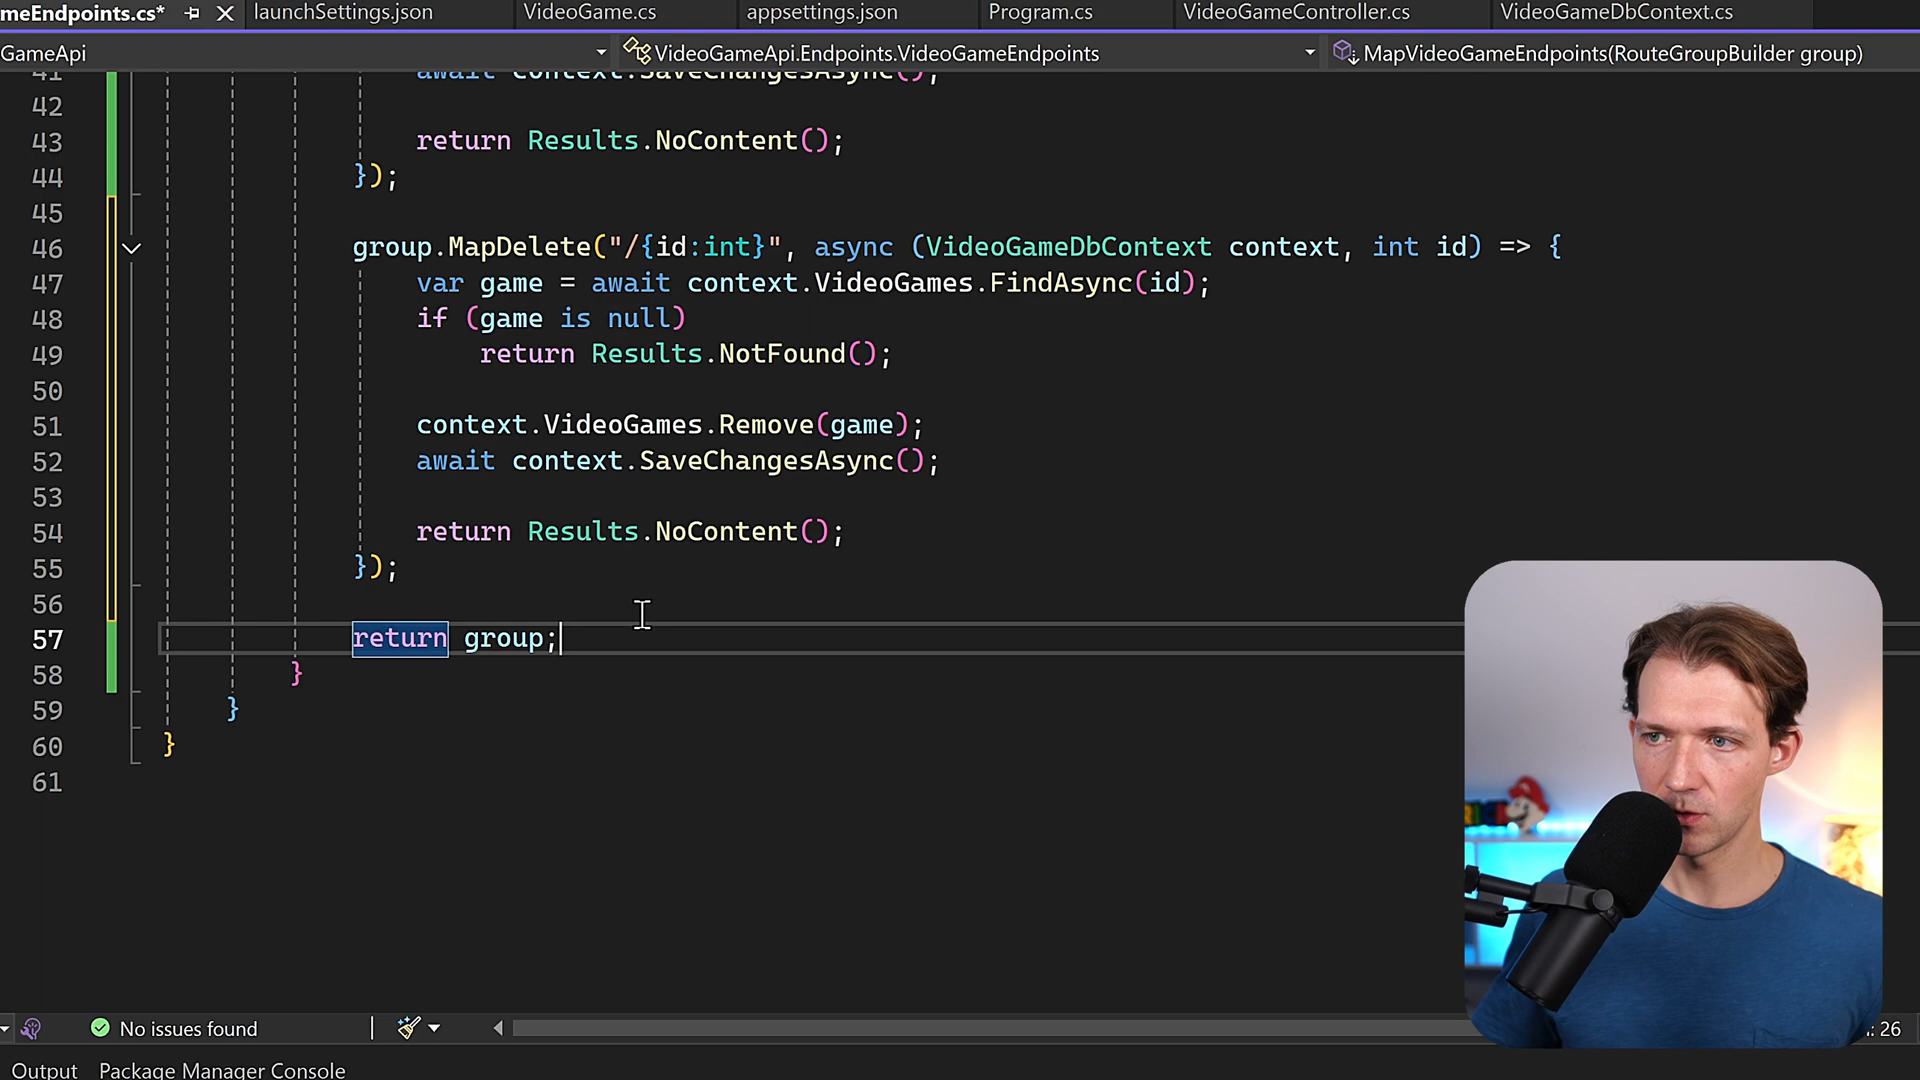 meEndpoints.cs* launchSettings.json VideoGame.cs appsettings.json Program.cs VideoGameController.cs VideoGameDbContext.cs
GameApi VideoGameApi.Endpoints.VideoGameEndpoints MapVideoGameEndpoints(RouteGroupBuilder group)
41 await context.SaveChangesAsync();
42
43 return Results.NoContent();
44 });
45
46 group.MapDelete("/{id:int}", async (VideoGameDbContext context, int id) => {
47 var game = await context.VideoGames.FindAsync(id);
48 if (game is null)
49 return Results.NotFound();
50
51 context.VideoGames.Remove(game);
52 await context.SaveChangesAsync();
53
54 return Results.NoContent();
55 });
56
57 return group;
58 }
59 }
60 }
61
No issues found : 26
Output Package Manager Console